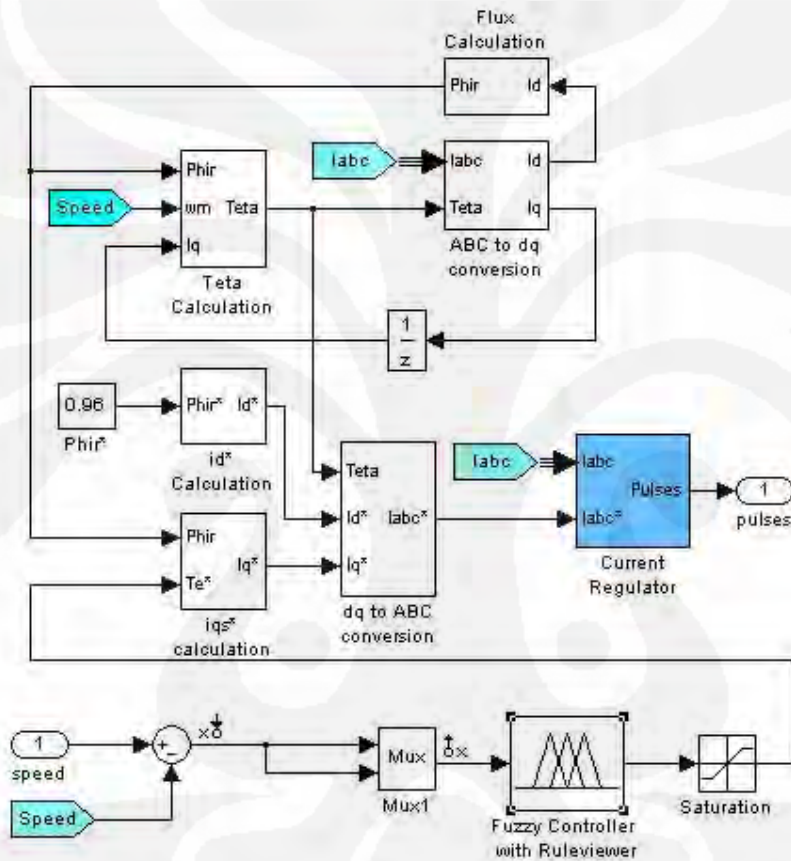 Flux
Calculation
Phir Id
Iabc
Iabc Id
Teta Iq
ABC to dq
conversion
Speed
Phir
wm Teta
Iq
Teta
Calculation
1
z
0.96
Phir*
Phir* Id*
id*
Calculation
Phir
Te*
Iq*
iqs*
calculation
Teta
Id* Iabc*
Iq*
dq to ABC
conversion
Iabc
Iabc
Pulses
Iabc*
Current
Regulator
1
pulses
1
speed
Speed
+
-
x
Mux
Mux1
x
Fuzzy Controller
with Ruleviewer
Saturation